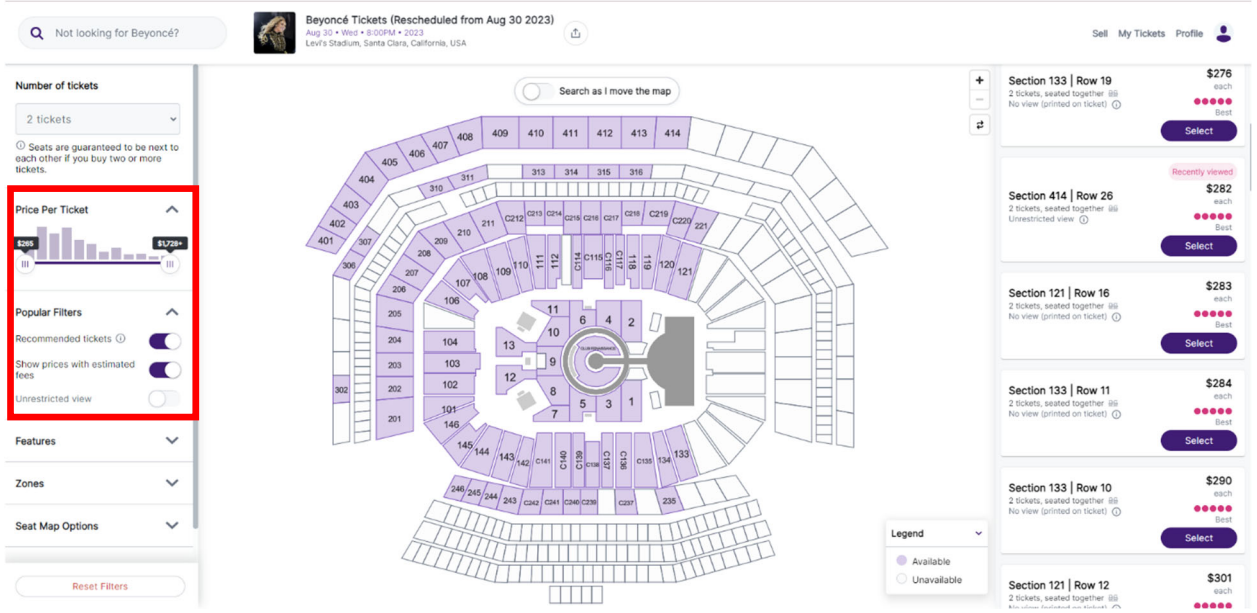 Not looking for Beyoncé?
Beyoncé Tickets (Rescheduled from Aug 30 2023)
Aug 30 • Wed • 8:00PM • 2023
Levi's Stadium, Santa Clara, California, USA
Sell My Tickets Profile
Number of tickets
2 tickets
Seats are guaranteed to be next to
each other if you buy two or more
tickets.
Price Per Ticket
$265 $1,728+
Popular Filters
Recommended tickets
Show prices with estimated
fees
Unrestricted view
Features
Zones
Seat Map Options
Reset Filters
Search as I move the map
408 409 410 411 412 413 414
407
406
405
404
403
402
401
310 311 313 314 315 316
307
306
302
C212 C213 C214 C215 C216 C217 C218 C219 C220 221
211
210
209
208
207
206
205
204
203
202
201
106 107 108 109 110 111 112 C114 C115 C116 C117 118 119 120 121
104
103
102
101
146
145
144 143 142 C141 C140 C139 C138 C137 C136 C135 134 133
11
10
6 4 2
13
9
12
8
7 5 3 1
246 245 244 243 C242 C241 C240 C239 C237 235
Legend
Available
Unavailable
Section 133 | Row 19
2 tickets, seated together
No view (printed on ticket)
$276
each
Best
Select
Recently viewed
Section 414 | Row 26
2 tickets, seated together
Unrestricted view
$282
each
Best
Select
Section 121 | Row 16
2 tickets, seated together
No view (printed on ticket)
$283
each
Best
Select
Section 133 | Row 11
2 tickets, seated together
No view (printed on ticket)
$284
each
Best
Select
Section 133 | Row 10
2 tickets, seated together
No view (printed on ticket)
$290
each
Best
Select
Section 121 | Row 12
2 tickets, seated together
No view (printed on ticket)
$301
each